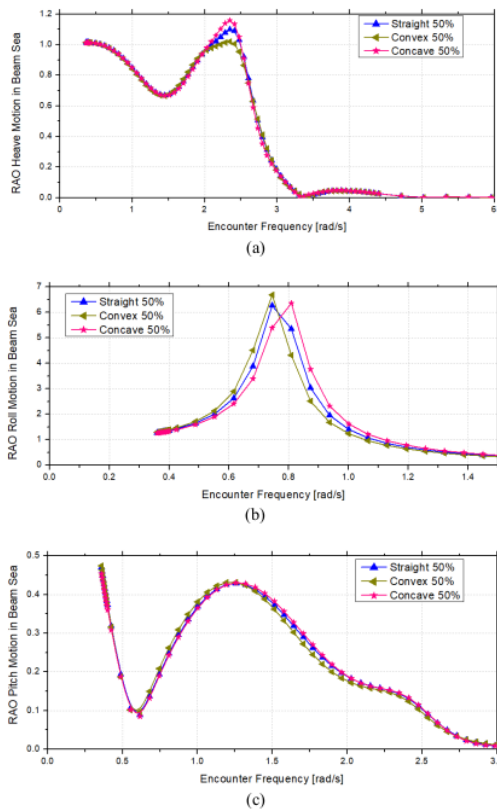 RAO Heave Motion in Beam Sea
1.2
1.0
0.8
0.6
0.4
0.2
0.0
Straight 50%
Convex 50%
Concave 50%
0 1 2 3 4 5 6
Encounter Frequency [rad/s]
(a)
RAO Roll Motion in Beam Sea
7
6
5
4
3
2
1
0
Straight 50%
Convex 50%
Concave 50%
0.0 0.2 0.4 0.6 0.8 1.0 1.2 1.4
Encounter Frequency [rad/s]
(b)
RAO Pitch Motion in Beam Sea
0.5
0.4
0.3
0.2
0.1
0.0
Straight 50%
Convex 50%
Concave 50%
0.0 0.5 1.0 1.5 2.0 2.5 3.0
Encounter Frequency [rad/s]
(c)